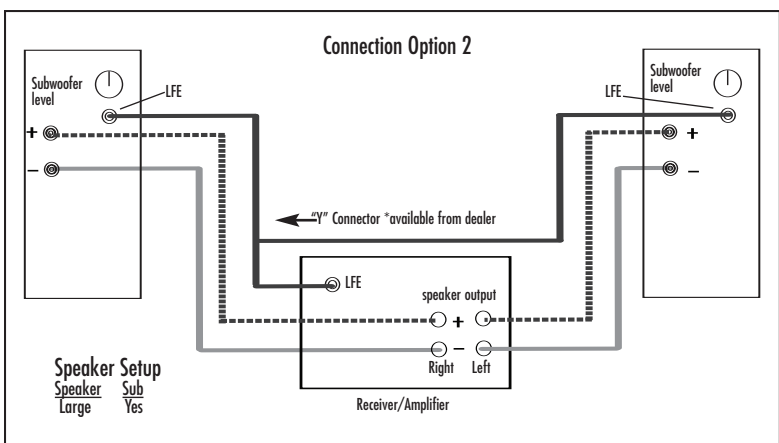 Connection Option 2
Subwoofer
level
LFE
+
–
Subwoofer
level
LFE
+
–
“Y” Connector *available from dealer
LFE
speaker output
+
–
Right Left
Receiver/Amplifier
Speaker Setup
Speaker Sub
Large Yes